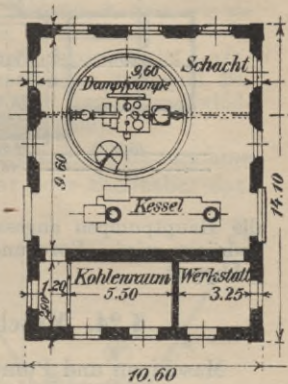 9.60
Schacht
Dampfpumpe
9.60
14.10
Kessel
Kohlenraum
Werkstatt
1.20
5.50
3.25
10.60